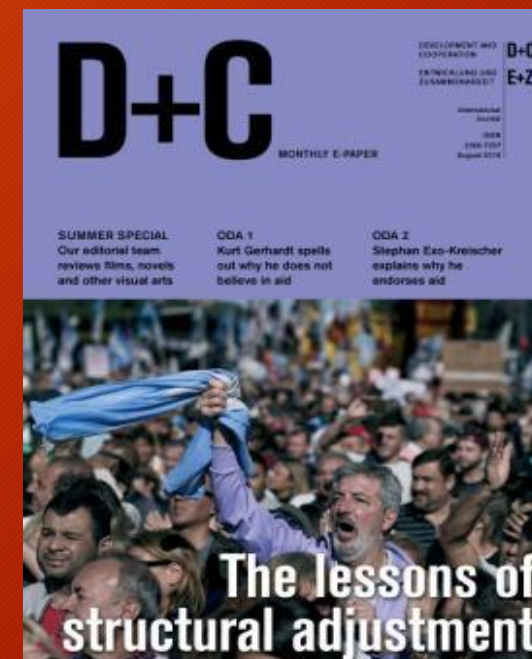 D+C
MONTHLY E-PAPER
DEVELOPMENT AND
COOPERATION
D+C
ENTWICKLUNG UND
ZUSAMMENARBEIT
E+Z
International
Journal
ISSN
August 2018
SUMMER SPECIAL
Our editorial team
reviews films, novels
and other visual arts
ODA 1
Kurt Gerhardt spells
out why he does not
believe in aid
ODA 2
Stephan Exo-Kreischer
explains why he
endorses aid
The lessons of
structural adjustment